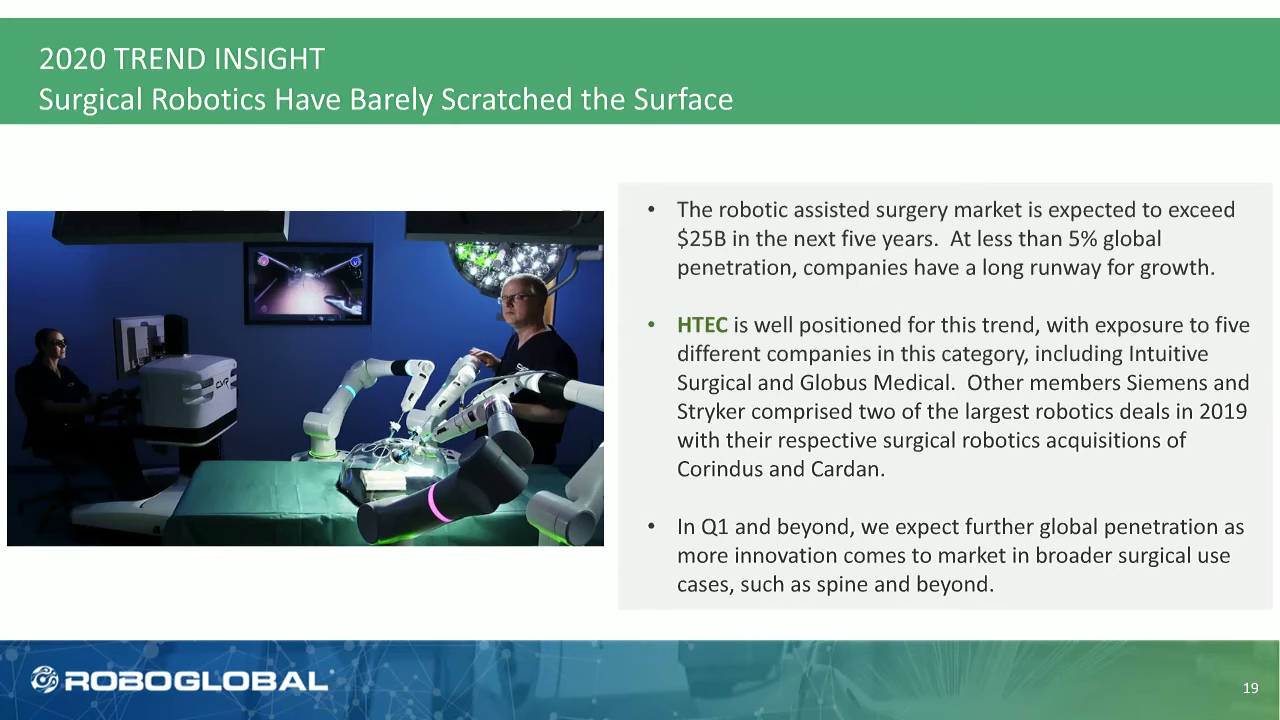 2020 TREND INSIGHT
Surgical Robotics Have Barely Scratched the Surface
• The robotic assisted surgery market is expected to exceed
$25B in the next five years. At less than 5% global
penetration, companies have a long runway for growth.
• HTEC is well positioned for this trend, with exposure to five
different companies in this category, including Intuitive
Surgical and Globus Medical. Other members Siemens and
Stryker comprised two of the largest robotics deals in 2019
with their respective surgical robotics acquisitions of
Corindus and Cardan.
• In Q1 and beyond, we expect further global penetration as
more innovation comes to market in broader surgical use
cases, such as spine and beyond.
CMR
ROBOGLOBAL
19